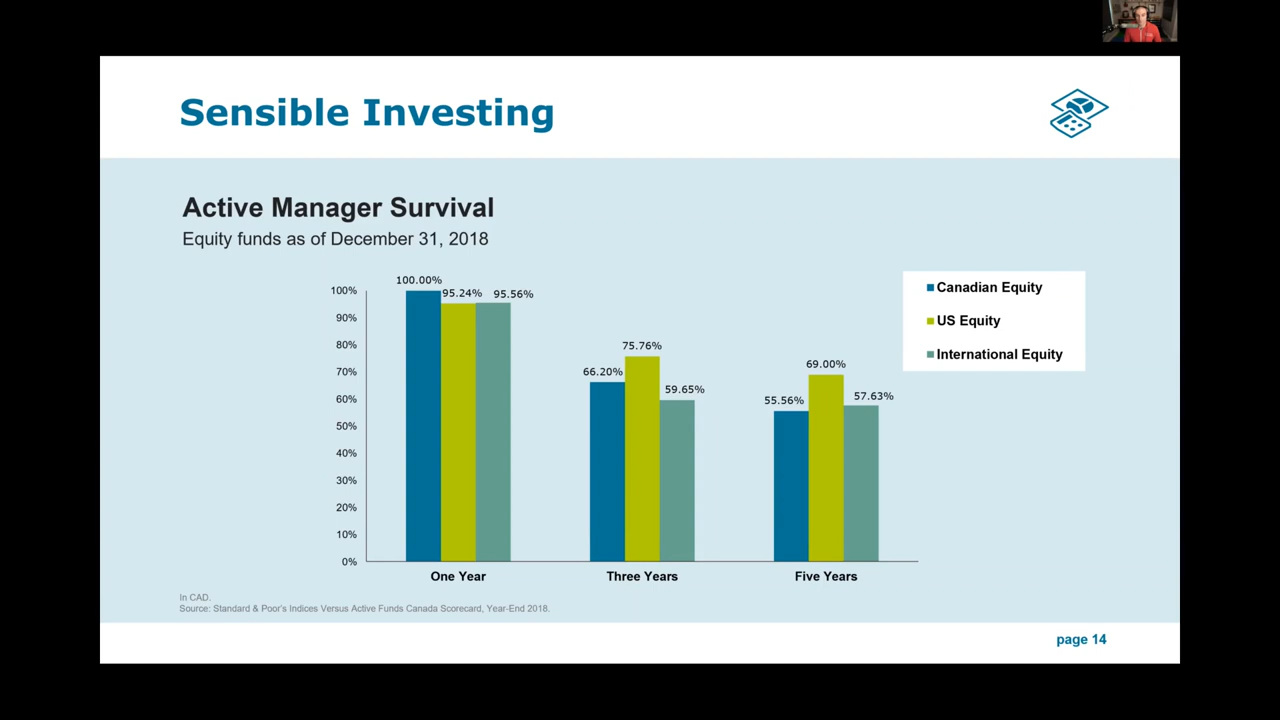 Sensible Investing
Active Manager Survival
Equity funds as of December 31, 2018
100.00%
95.24%
95.56%
66.20%
75.76%
59.65%
55.56%
69.00%
57.63%
100%
90%
80%
70%
60%
50%
40%
30%
20%
10%
0%
One Year
Three Years
Five Years
Canadian Equity
US Equity
International Equity
In CAD.
Source: Standard & Poor's Indices Versus Active Funds Canada Scorecard, Year-End 2018.
page 14